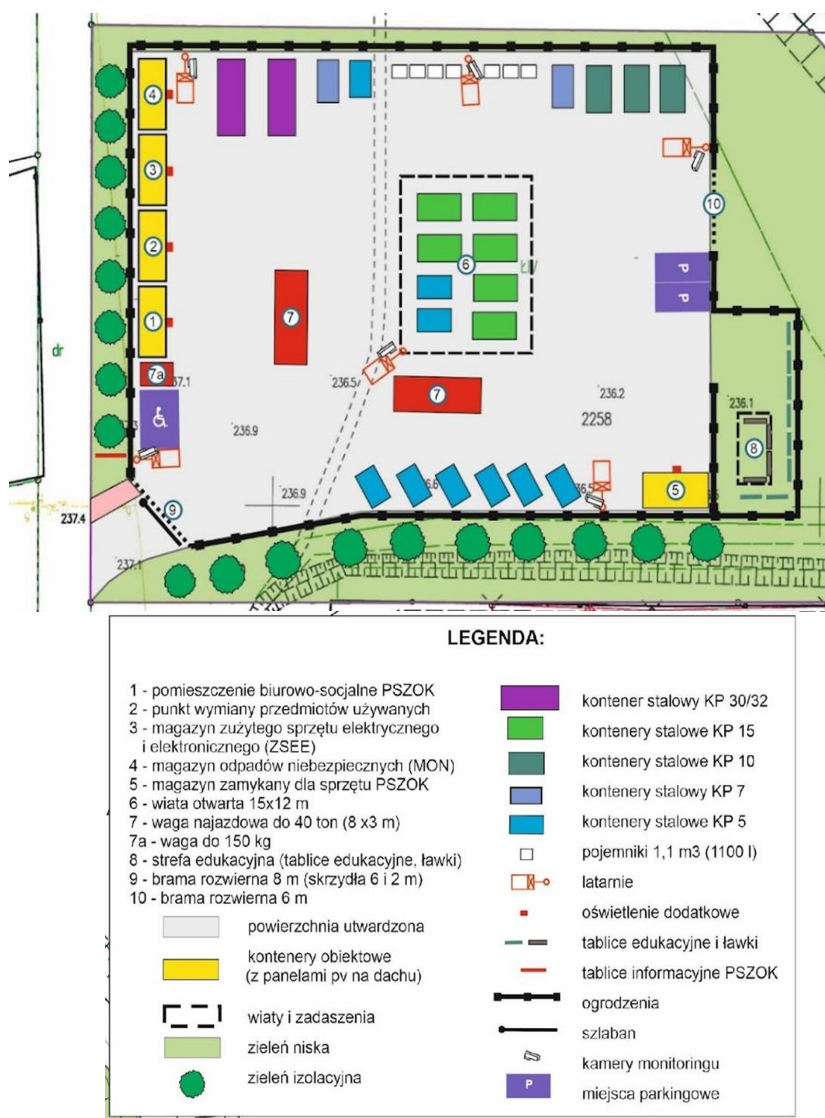 4
3
2
1
7a
237.1
7
236.5
6
7
10
P
P
236.2
2258
236.1
8
236.9
5
9
236.9
237.4
237.1
dr
LEGENDA:
1 - pomieszczenie biurowo-socjalne PSZOK
2 - punkt wymiany przedmiotów używanych
3 - magazyn zużytego sprzętu elektrycznego
i elektronicznego (ZSEE)
4 - magazyn odpadów niebezpiecznych (MON)
5 - magazyn zamykany dla sprzętu PSZOK
6 - wiata otwarta 15x12 m
7 - waga najazdowa do 40 ton (8 x3 m)
7a - waga do 150 kg
8 - strefa edukacyjna (tablice edukacyjne, ławki)
9 - brama rozwierna 8 m (skrzydła 6 i 2 m)
10 - brama rozwierna 6 m
powierzchnia utwardzona
kontenery obiektowe
(z panelami pv na dachu)
wiaty i zadaszenia
zieleń niska
zieleń izolacyjna
kontener stalowy KP 30/32
kontenery stalowe KP 15
kontenery stalowe KP 10
kontenery stalowy KP 7
kontenery stalowe KP 5
pojemniki 1,1 m3 (1100 l)
latarnie
oświetlenie dodatkowe
tablice edukacyjne i ławki
tablice informacyjne PSZOK
ogrodzenia
szlaban
kamery monitoringu
P
miejsca parkingowe